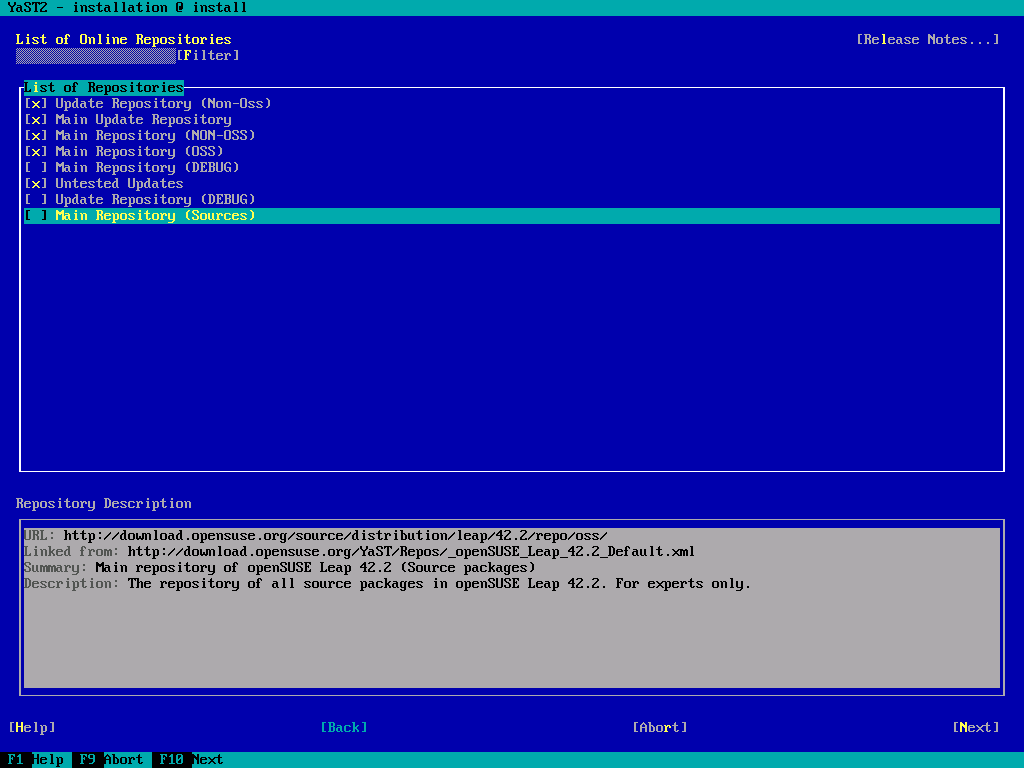 YaST2 - installation @ install
List of Online Repositories [Release Notes...]
[Filter]
List of Repositories
[x] Update Repository (Non-Oss)
[x] Main Update Repository
[x] Main Repository (NON-OSS)
[x] Main Repository (OSS)
[ ] Main Repository (DEBUG)
[x] Untested Updates
[ ] Update Repository (DEBUG)
[ ] Main Repository (Sources)
Repository Description
URL: http://download.opensuse.org/source/distribution/leap/42.2/repo/oss/
Linked from: http://download.opensuse.org/YaST/Repos/_openSUSE_Leap_42.2_Default.xml
Summary: Main repository of openSUSE Leap 42.2 (Source packages)
Description: The repository of all source packages in openSUSE Leap 42.2. For experts only.
[Help] [Back] [Abort] [Next]
F1 Help F9 Abort F10 Next